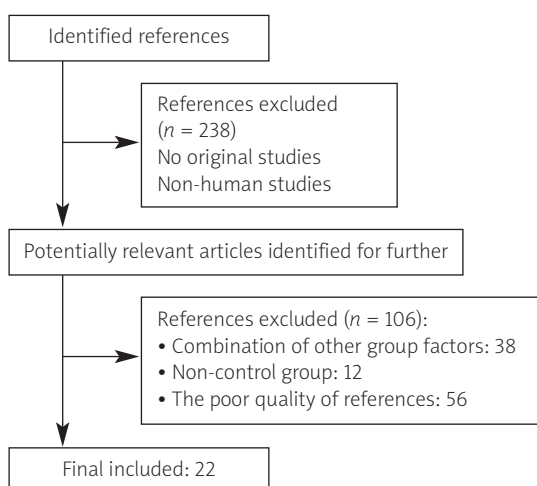 Identified references
References excluded
(n = 238)
No original studies
Non-human studies
Potentially relevant articles identified for further
References excluded (n = 106):
• Combination of other group factors: 38
• Non-control group: 12
• The poor quality of references: 56
Final included: 22